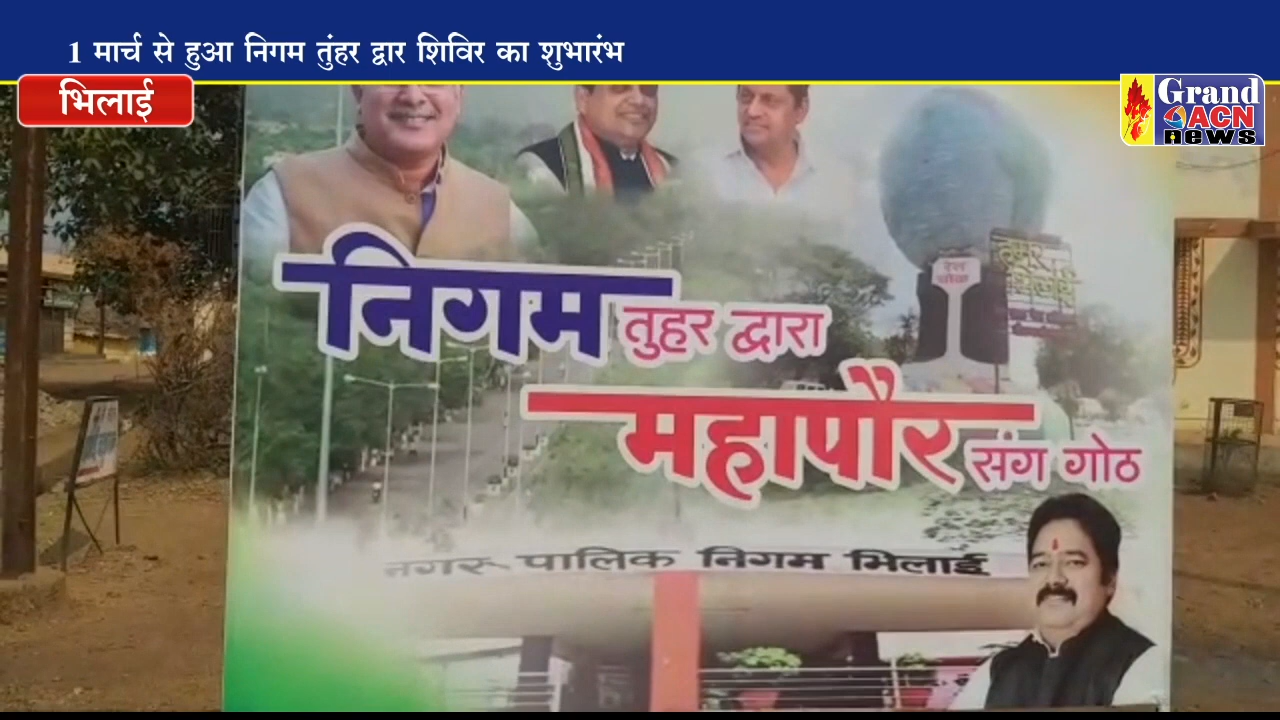 1 मार्च से हुआ निगम तुंहर द्वार शिविर का शुभारंभ
भिलाई
Grand
ACN
news
निगम तुहर द्वारा
महापौर संग गोठ
नगर पालिक निगम भिलाई